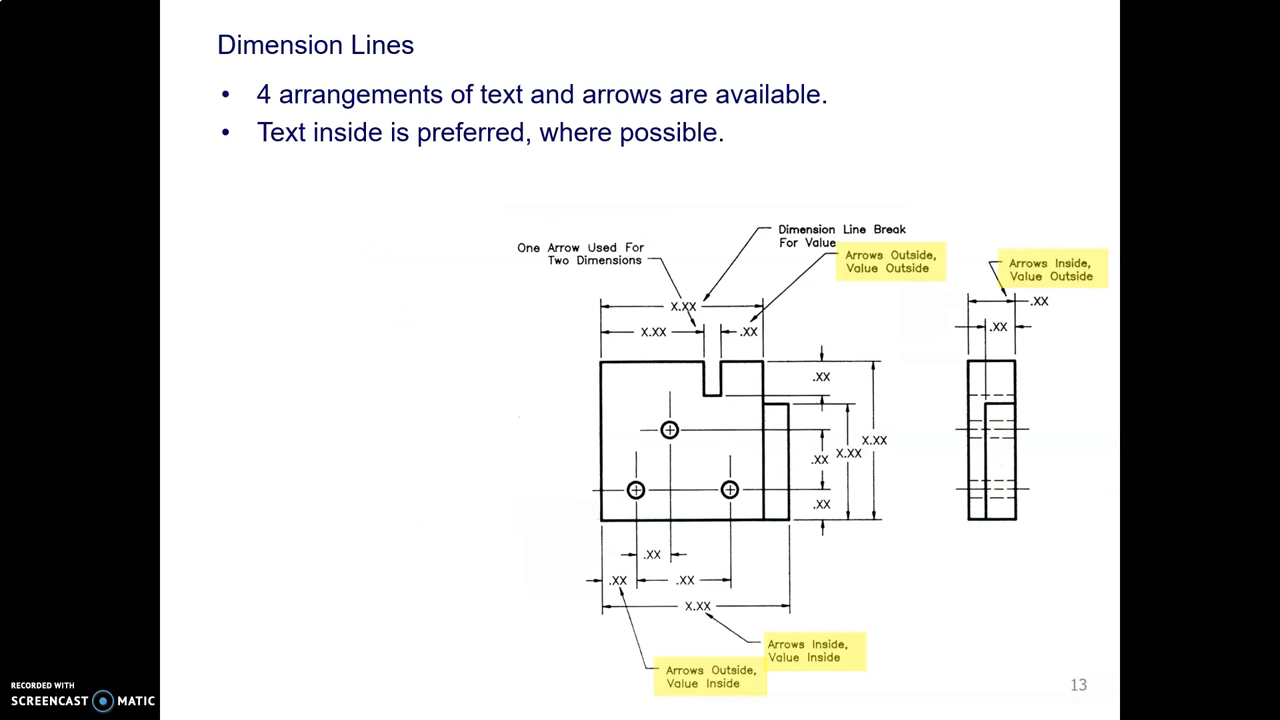 Dimension Lines
• 4 arrangements of text and arrows are available.
• Text inside is preferred, where possible.
Dimension Line Break
For Value
One Arrow Used For
Two Dimensions
Arrows Outside,
Value Outside
Arrows Inside,
Value Outside
X.XX
.XX
X.XX
.XX
.XX
.XX
X.XX
X.XX
.XX
.XX
.XX
.XX
.XX
X.XX
Arrows Inside,
Value Inside
Arrows Outside,
Value Inside
13
RECORDED WITH
SCREENCAST MATIC